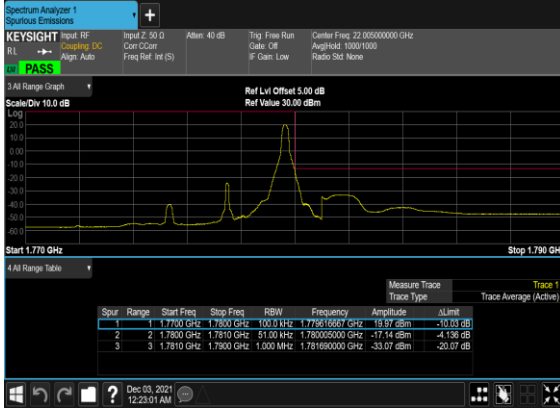 Spectrum Analyzer 1
Spurious Emissions
KEYSIGHT
RL
LXI PASS
Input: RF
Coupling: DC
Align: Auto
Input Z: 50 Ω
Corr CCorr
Freq Ref: Int (S)
Atten: 40 dB
Trig: Free Run
Gate: Off
IF Gain: Low
Center Freq: 22.005000000 GHz
Avg|Hold: 1000/1000
Radio Std: None
3 All Range Graph
Scale/Div 10.0 dB
Ref Lvl Offset 5.00 dB
Ref Value 30.00 dBm
Log
20.0
10.0
0.00
-10.0
-20.0
-30.0
-40.0
-50.0
-60.0
Start 1.770 GHz
Stop 1.790 GH
4 All Range Table
Measure Trace Trace 1
Trace Type Trace Average (Active)
Spur Range Start Freq Stop Freq RBW Frequency Amplitude ΔLimit
1 1 1.7700 GHz 1.7800 GHz 100.0 kHz 1.779616667 GHz 19.97 dBm -10.03 dB
2 2 1.7800 GHz 1.7810 GHz 51.00 kHz 1.780005000 GHz -17.14 dBm -4.136 dB
3 3 1.7810 GHz 1.7900 GHz 1.000 MHz 1.781690000 GHz -33.07 dBm -20.07 dB
?
Dec 03, 2021
12:23:01 AM